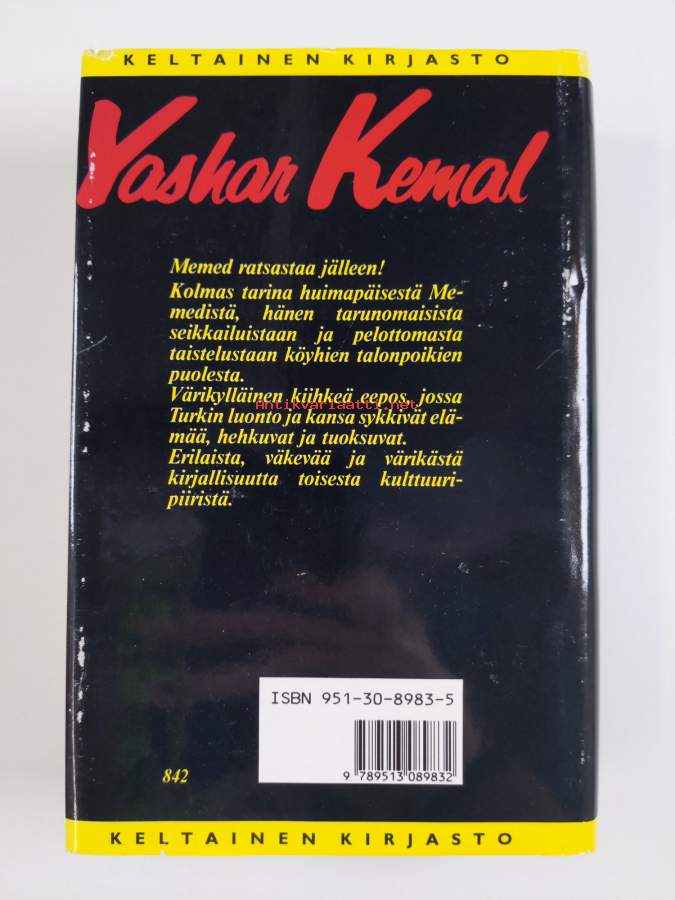 KELTAINEN KIRJASTO
Yashar Kemal
Memed ratsastaa jälleen!
Kolmas tarina huimapäisestä Me-
medistä, hänen tarunomaisista
seikkailuistaan ja pelottomasta
taistelustaan köyhien talonpoikien
puolesta.
Värikylläinen kiihkeä eepos, jossa
Antikvariaatti.net
Turkin luonto ja kansa sykkivät elä-
mää, hehkuvat ja tuoksuvat.
Erilaista, väkevää ja värikästä
kirjallisuutta toisesta kulttuuri-
piiristä.
ISBN 951-30-8983-5
9 789513 089832
842
KELTAINEN KIRJASTO